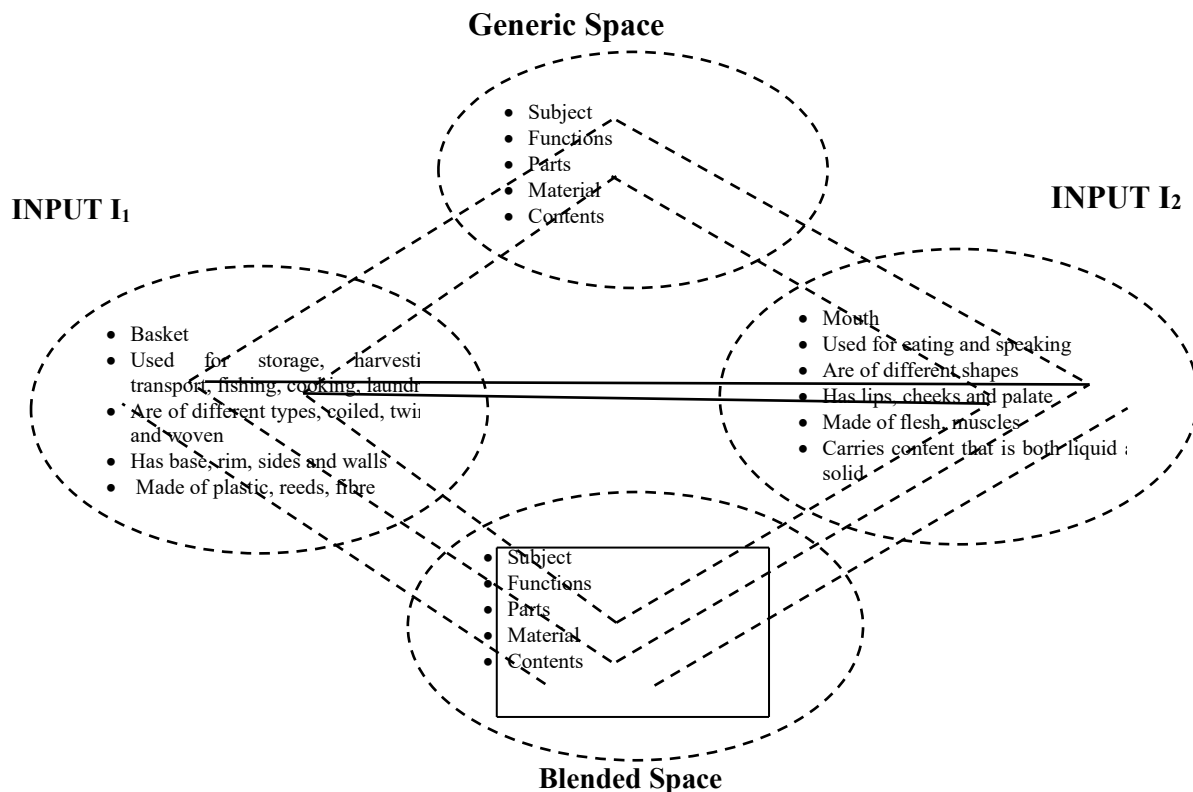 Generic Space
• Subject
• Functions
• Parts
• Material
• Contents
INPUT I₁
INPUT I₂
• Basket
• Used for storage, harvesti
transport, fishing, cooking, laundr
• Are of different types, coiled, twi
and woven
• Has base, rim, sides and walls
• Made of plastic, reeds, fibre
• Mouth
• Used for eating and speaking
• Are of different shapes
• Has lips, cheeks and palate
• Made of flesh, muscles
• Carries content that is both liquid
solid
• Subject
• Functions
• Parts
• Material
• Contents
Blended Space